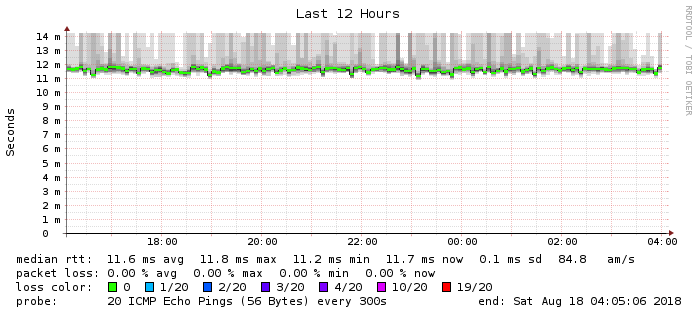 Last 12 Hours
RRDTOOL / TOBI OETIKER
Seconds
14 m
13 m
12 m
11 m
10 m
9 m
8 m
7 m
6 m
5 m
4 m
3 m
2 m
1 m
0
18:00 20:00 22:00 00:00 02:00 04:00
median rtt: 11.6 ms avg 11.8 ms max 11.2 ms min 11.7 ms now 0.1 ms sd 84.8 am/s
packet loss: 0.00 % avg 0.00 % max 0.00 % min 0.00 % now
loss color: 0 1/20 2/20 3/20 4/20 10/20 19/20
probe: 20 ICMP Echo Pings (56 Bytes) every 300s end: Sat Aug 18 04:05:06 2018